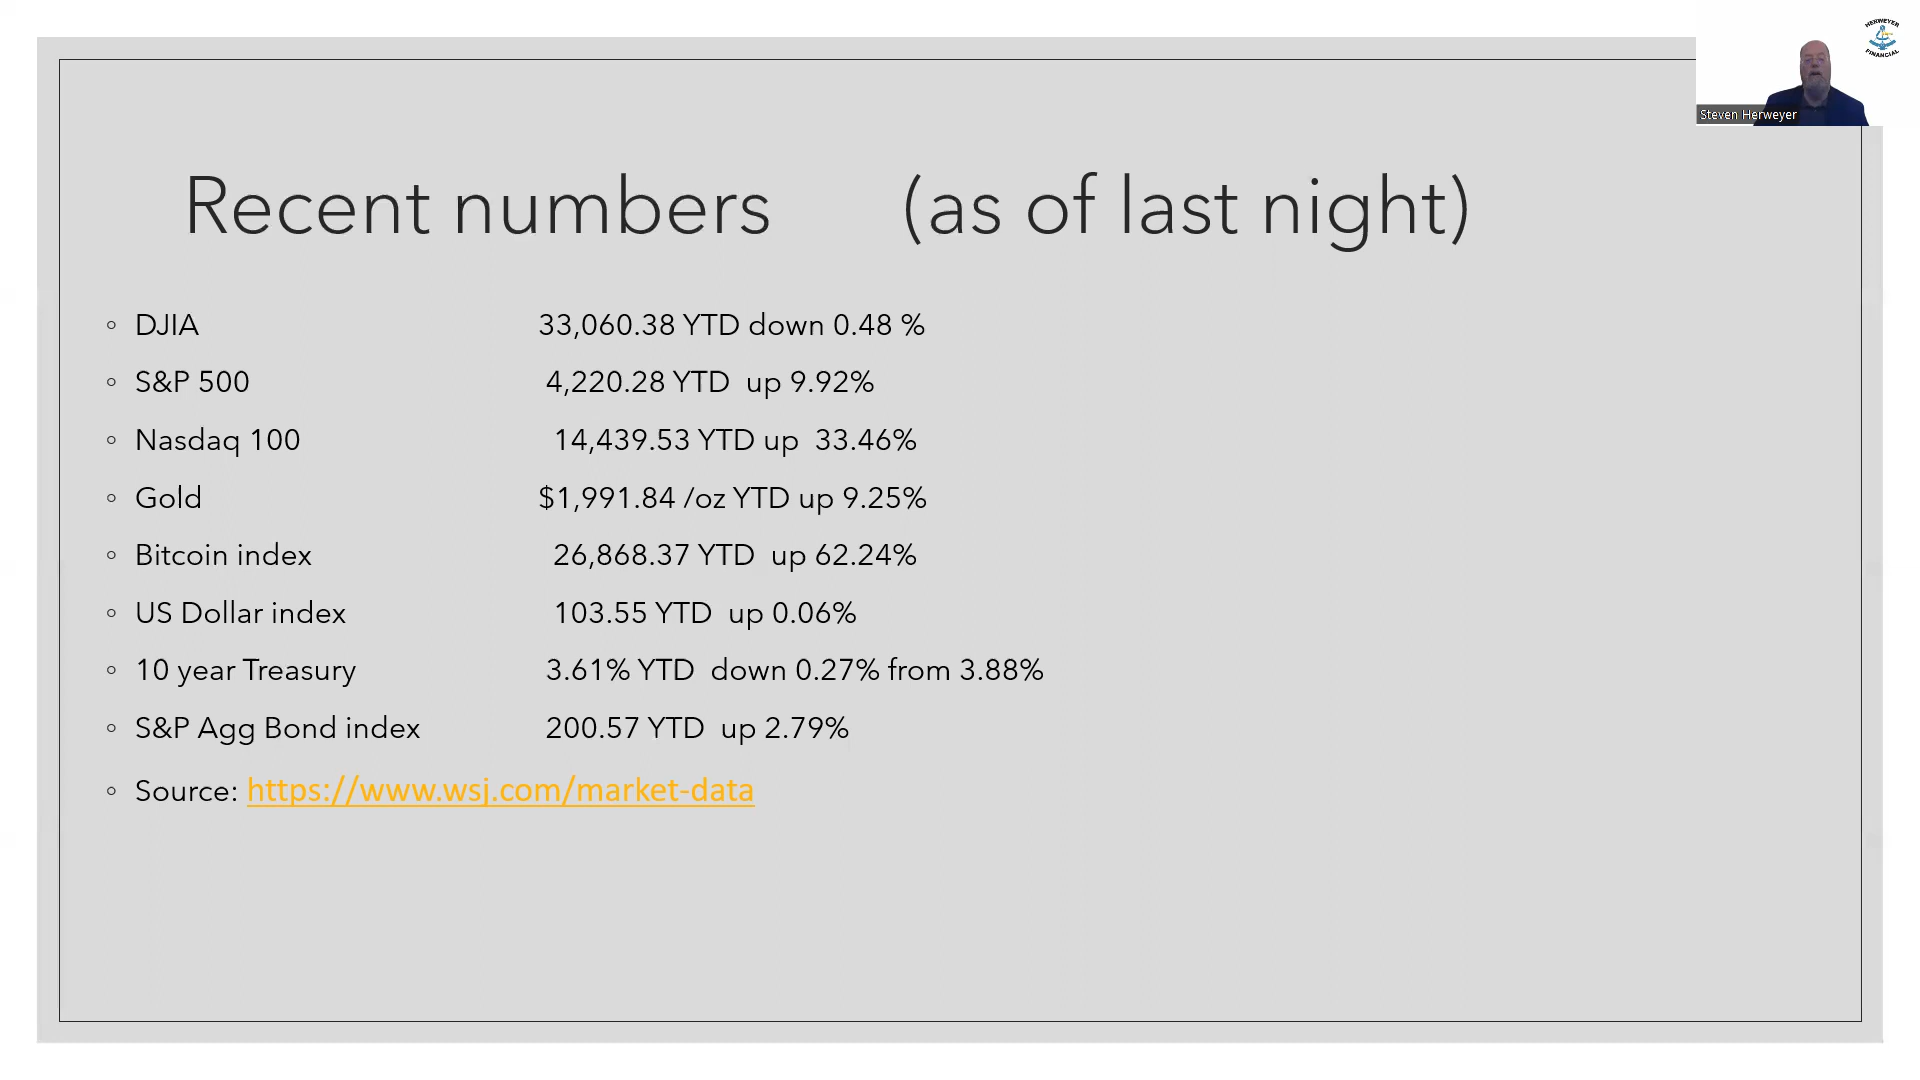 HERWEYER
FINANCIAL
Steven Herweyer
Recent numbers (as of last night)
◦ DJIA 33,060.38 YTD down 0.48 %
◦ S&P 500 4,220.28 YTD up 9.92%
◦ Nasdaq 100 14,439.53 YTD up 33.46%
◦ Gold $1,991.84 /oz YTD up 9.25%
◦ Bitcoin index 26,868.37 YTD up 62.24%
◦ US Dollar index 103.55 YTD up 0.06%
◦ 10 year Treasury 3.61% YTD down 0.27% from 3.88%
◦ S&P Agg Bond index 200.57 YTD up 2.79%
◦ Source: https://www.wsj.com/market-data